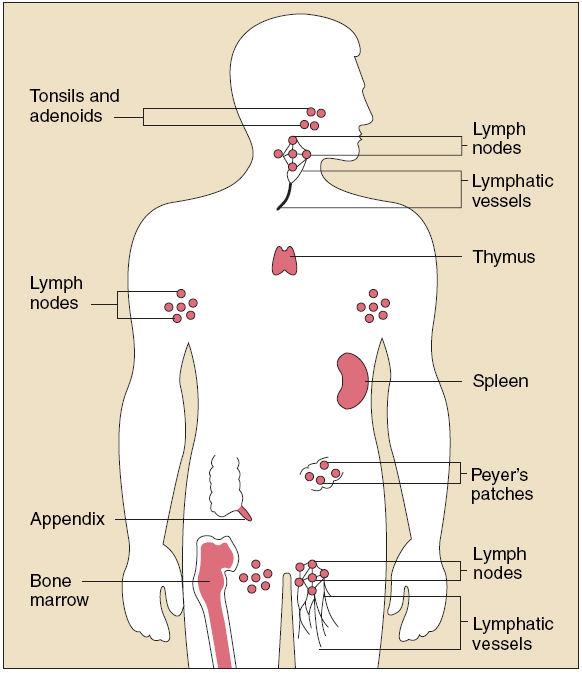 Tonsils and
adenoids
Lymph
nodes
Lymphatic
vessels
Thymus
Lymph
nodes
Spleen
Peyer's
patches
Appendix
Lymph
nodes
Bone
marrow
Lymphatic
vessels